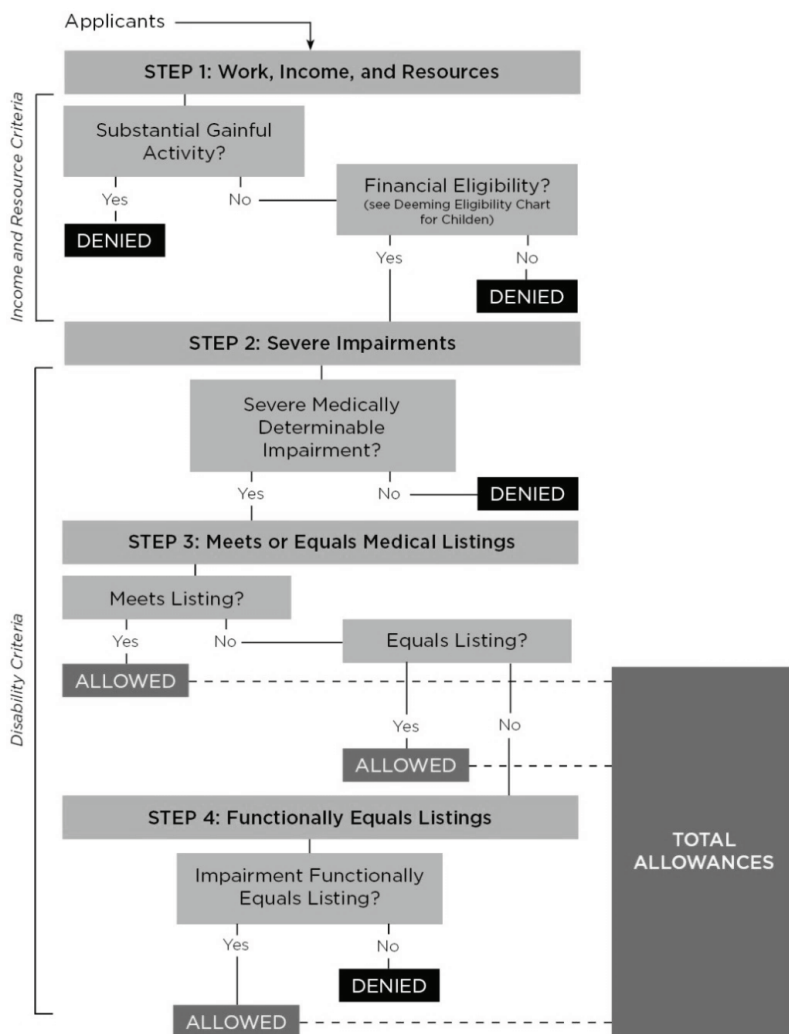 Applicants
STEP 1: Work, Income, and Resources
Income and Resource Criteria
Substantial Gainful
Activity?
Yes
No
DENIED
Financial Eligibility?
(see Deeming Eligibility Chart
for Childen)
Yes
No
DENIED
STEP 2: Severe Impairments
Disability Criteria
Severe Medically
Determinable
Impairment?
Yes
No
DENIED
STEP 3: Meets or Equals Medical Listings
Meets Listing?
Yes
No
ALLOWED
Equals Listing?
Yes
No
ALLOWED
STEP 4: Functionally Equals Listings
Impairment Functionally
Equals Listing?
Yes
No
DENIED
ALLOWED
TOTAL
ALLOWANCES